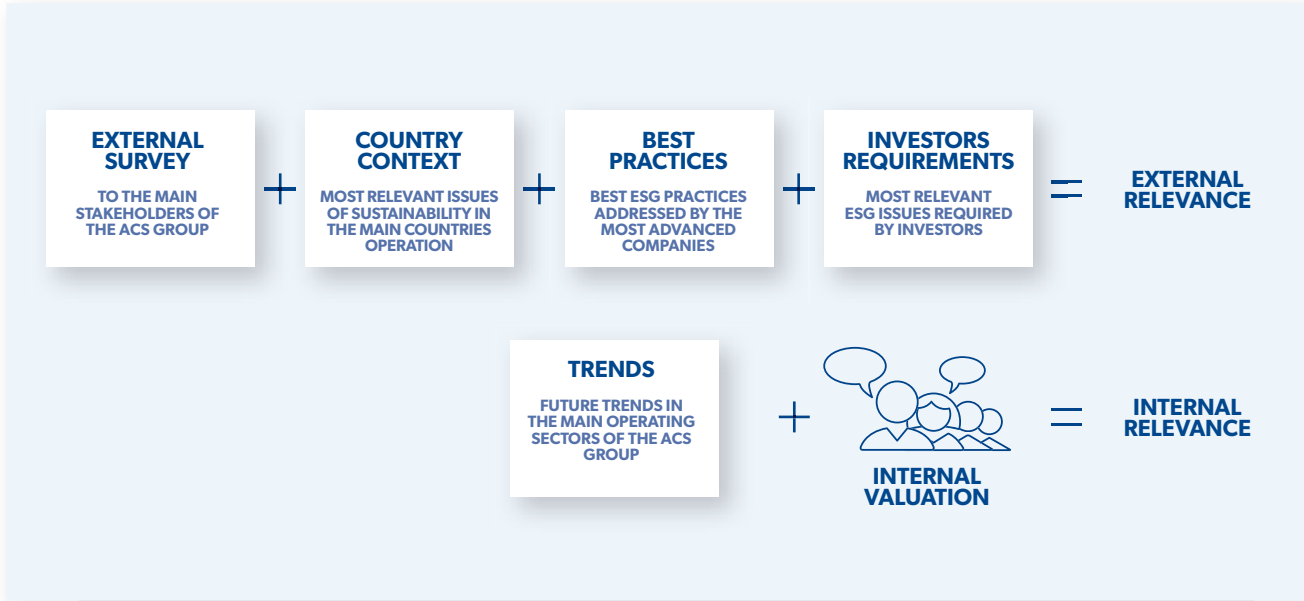 EXTERNAL
SURVEY
TO THE MAIN
STAKEHOLDERS OF
THE ACS GROUP
+
COUNTRY
CONTEXT
MOST RELEVANT ISSUES
OF SUSTAINABILITY IN
THE MAIN COUNTRIES
OPERATION
+
BEST
PRACTICES
BEST ESG PRACTICES
ADDRESSED BY THE
MOST ADVANCED
COMPANIES
+
INVESTORS
REQUIREMENTS
MOST RELEVANT
ESG ISSUES REQUIRED
BY INVESTORS
=
EXTERNAL
RELEVANCE
TRENDS
FUTURE TRENDS IN
THE MAIN OPERATING
SECTORS OF THE ACS
GROUP
+
INTERNAL
VALUATION
=
INTERNAL
RELEVANCE